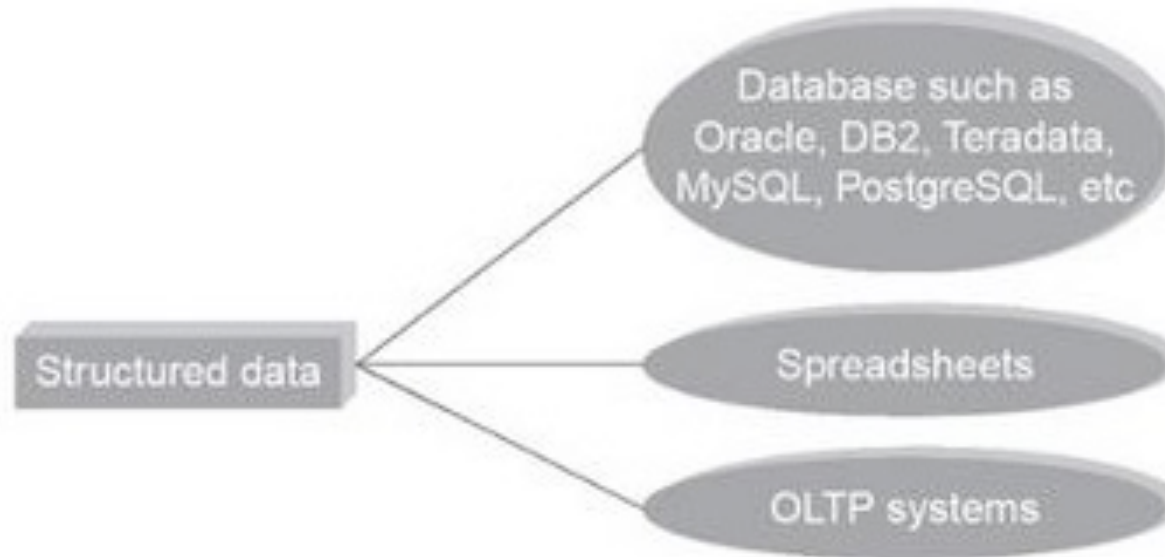 Database such as
Oracle, DB2, Teradata,
MySQL, PostgreSQL, etc
Structured data
Spreadsheets
OLTP systems